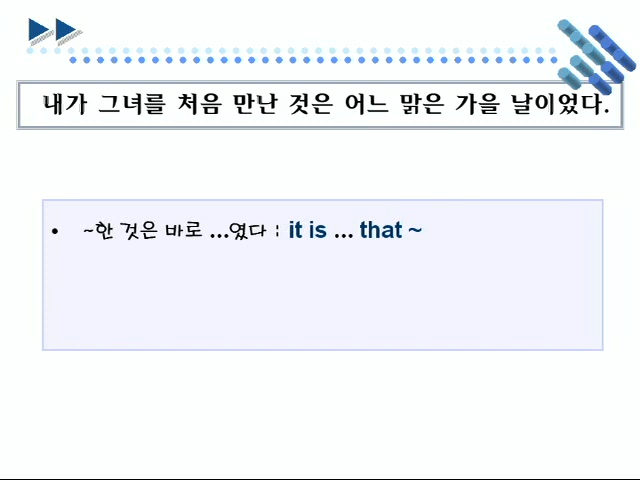 내가 그녀를 처음 만난 것은 어느 맑은 가을 날이었다.
• ~한 것은 바로 ...였다 : it is ... that ~